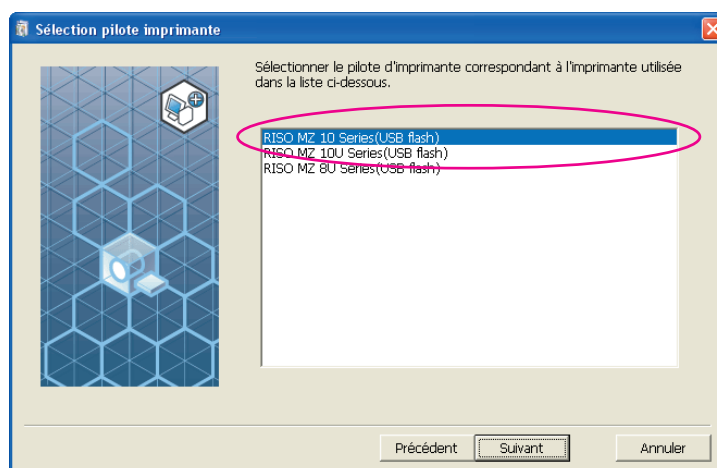 Sélection pilote imprimante
Sélectionner le pilote d'imprimante correspondant à l'imprimante utilisée
dans la liste ci-dessous.
RISO MZ 10 Series(USB flash)
RISO MZ 10U Series(USB flash)
RISO MZ 8U Series(USB flash)
Précédent
Suivant
Annuler